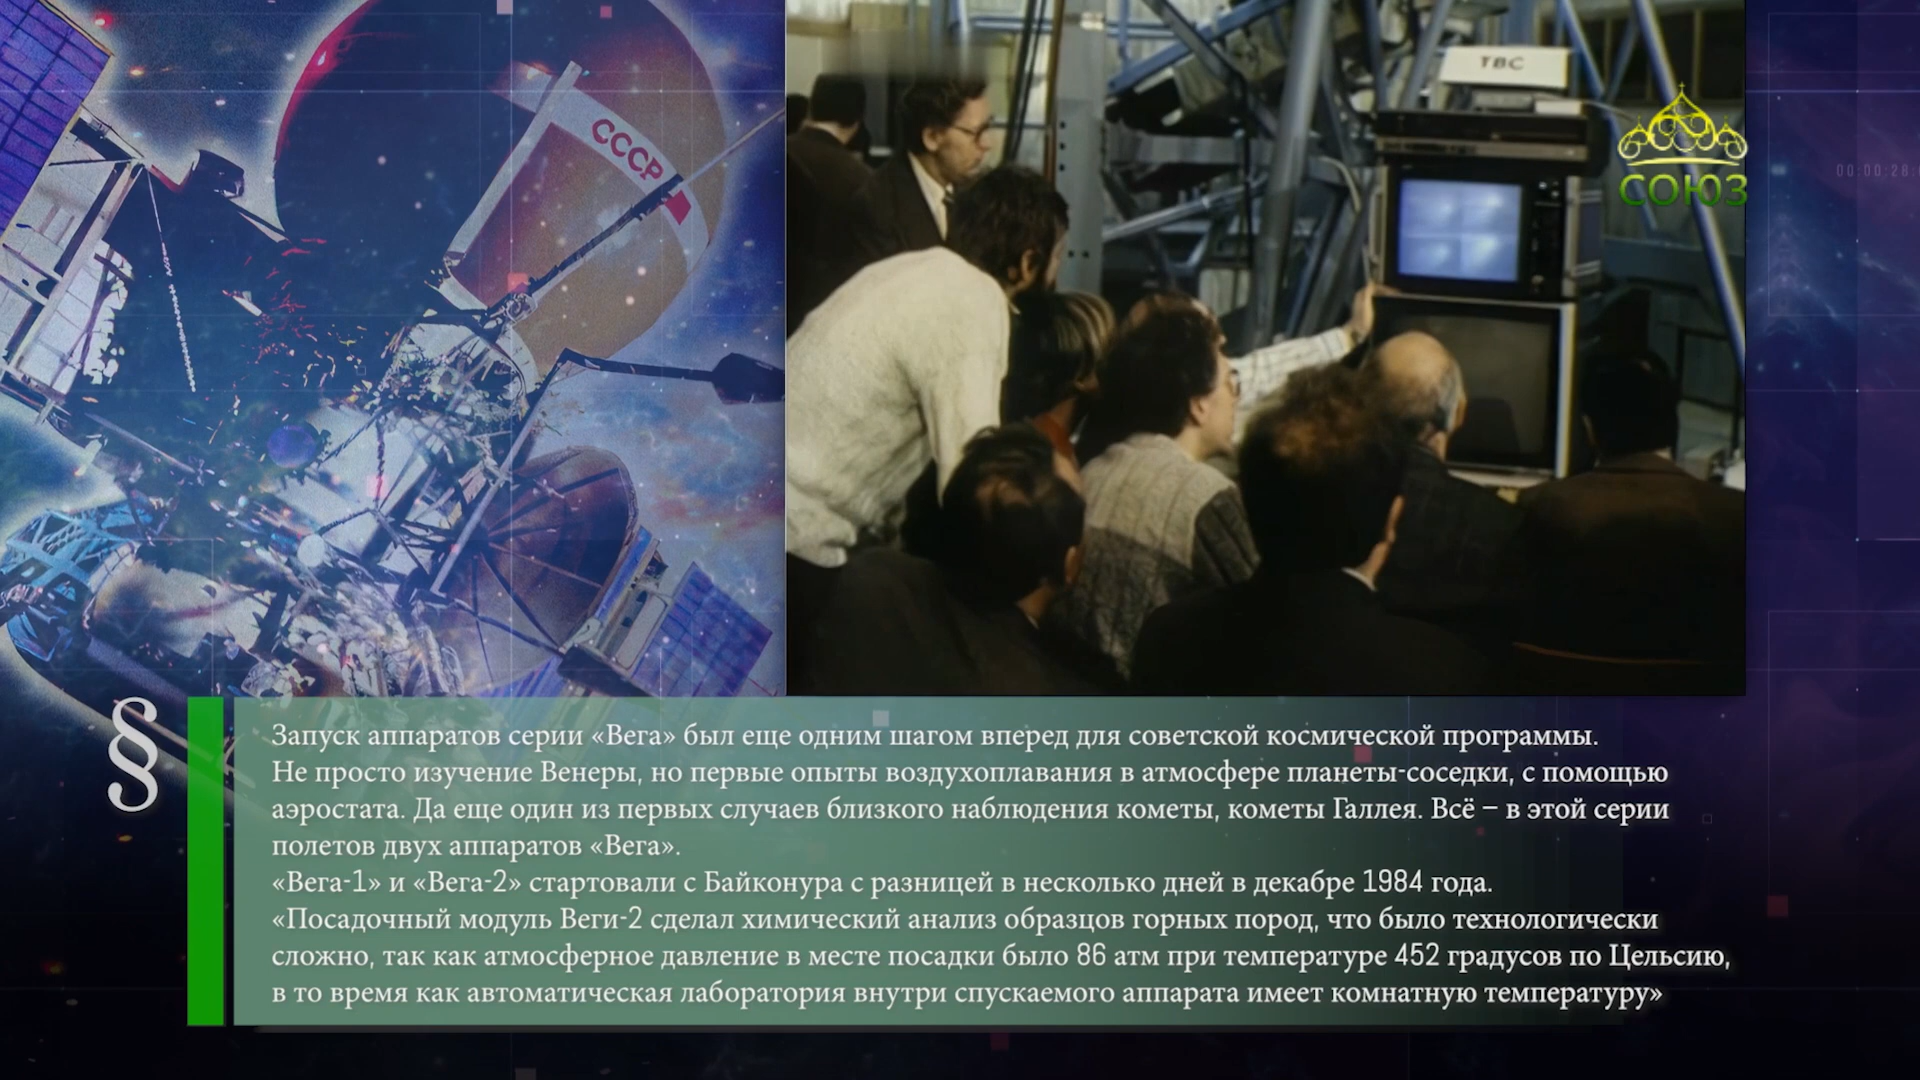 СССР
ТВС
СОЮЗ
00:00:28:
§
Запуск аппаратов серии «Вега» был еще одним шагом вперед для советской космической программы.
Не просто изучение Венеры, но первые опыты воздухоплавания в атмосфере планеты-соседки, с помощью
аэростата. Да еще один из первых случаев близкого наблюдения кометы, кометы Галлея. Всё – в этой серии
полетов двух аппаратов «Вега».
«Вега-1» и «Вега-2» стартовали с Байконура с разницей в несколько дней в декабре 1984 года.
«Посадочный модуль Веги-2 сделал химический анализ образцов горных пород, что было технологически
сложно, так как атмосферное давление в месте посадки было 86 атм при температуре 452 градусов по Цельсию,
в то время как автоматическая лаборатория внутри спускаемого аппарата имеет комнатную температуру»